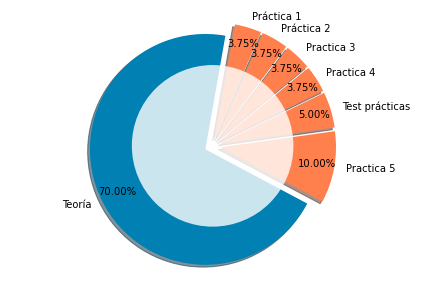 Práctica 1
3.75%
Práctica 2
3.75%
Practica 3
3.75%
Practica 4
3.75%
Test prácticas
5.00%
Practica 5
10.00%
Teoría
70.00%